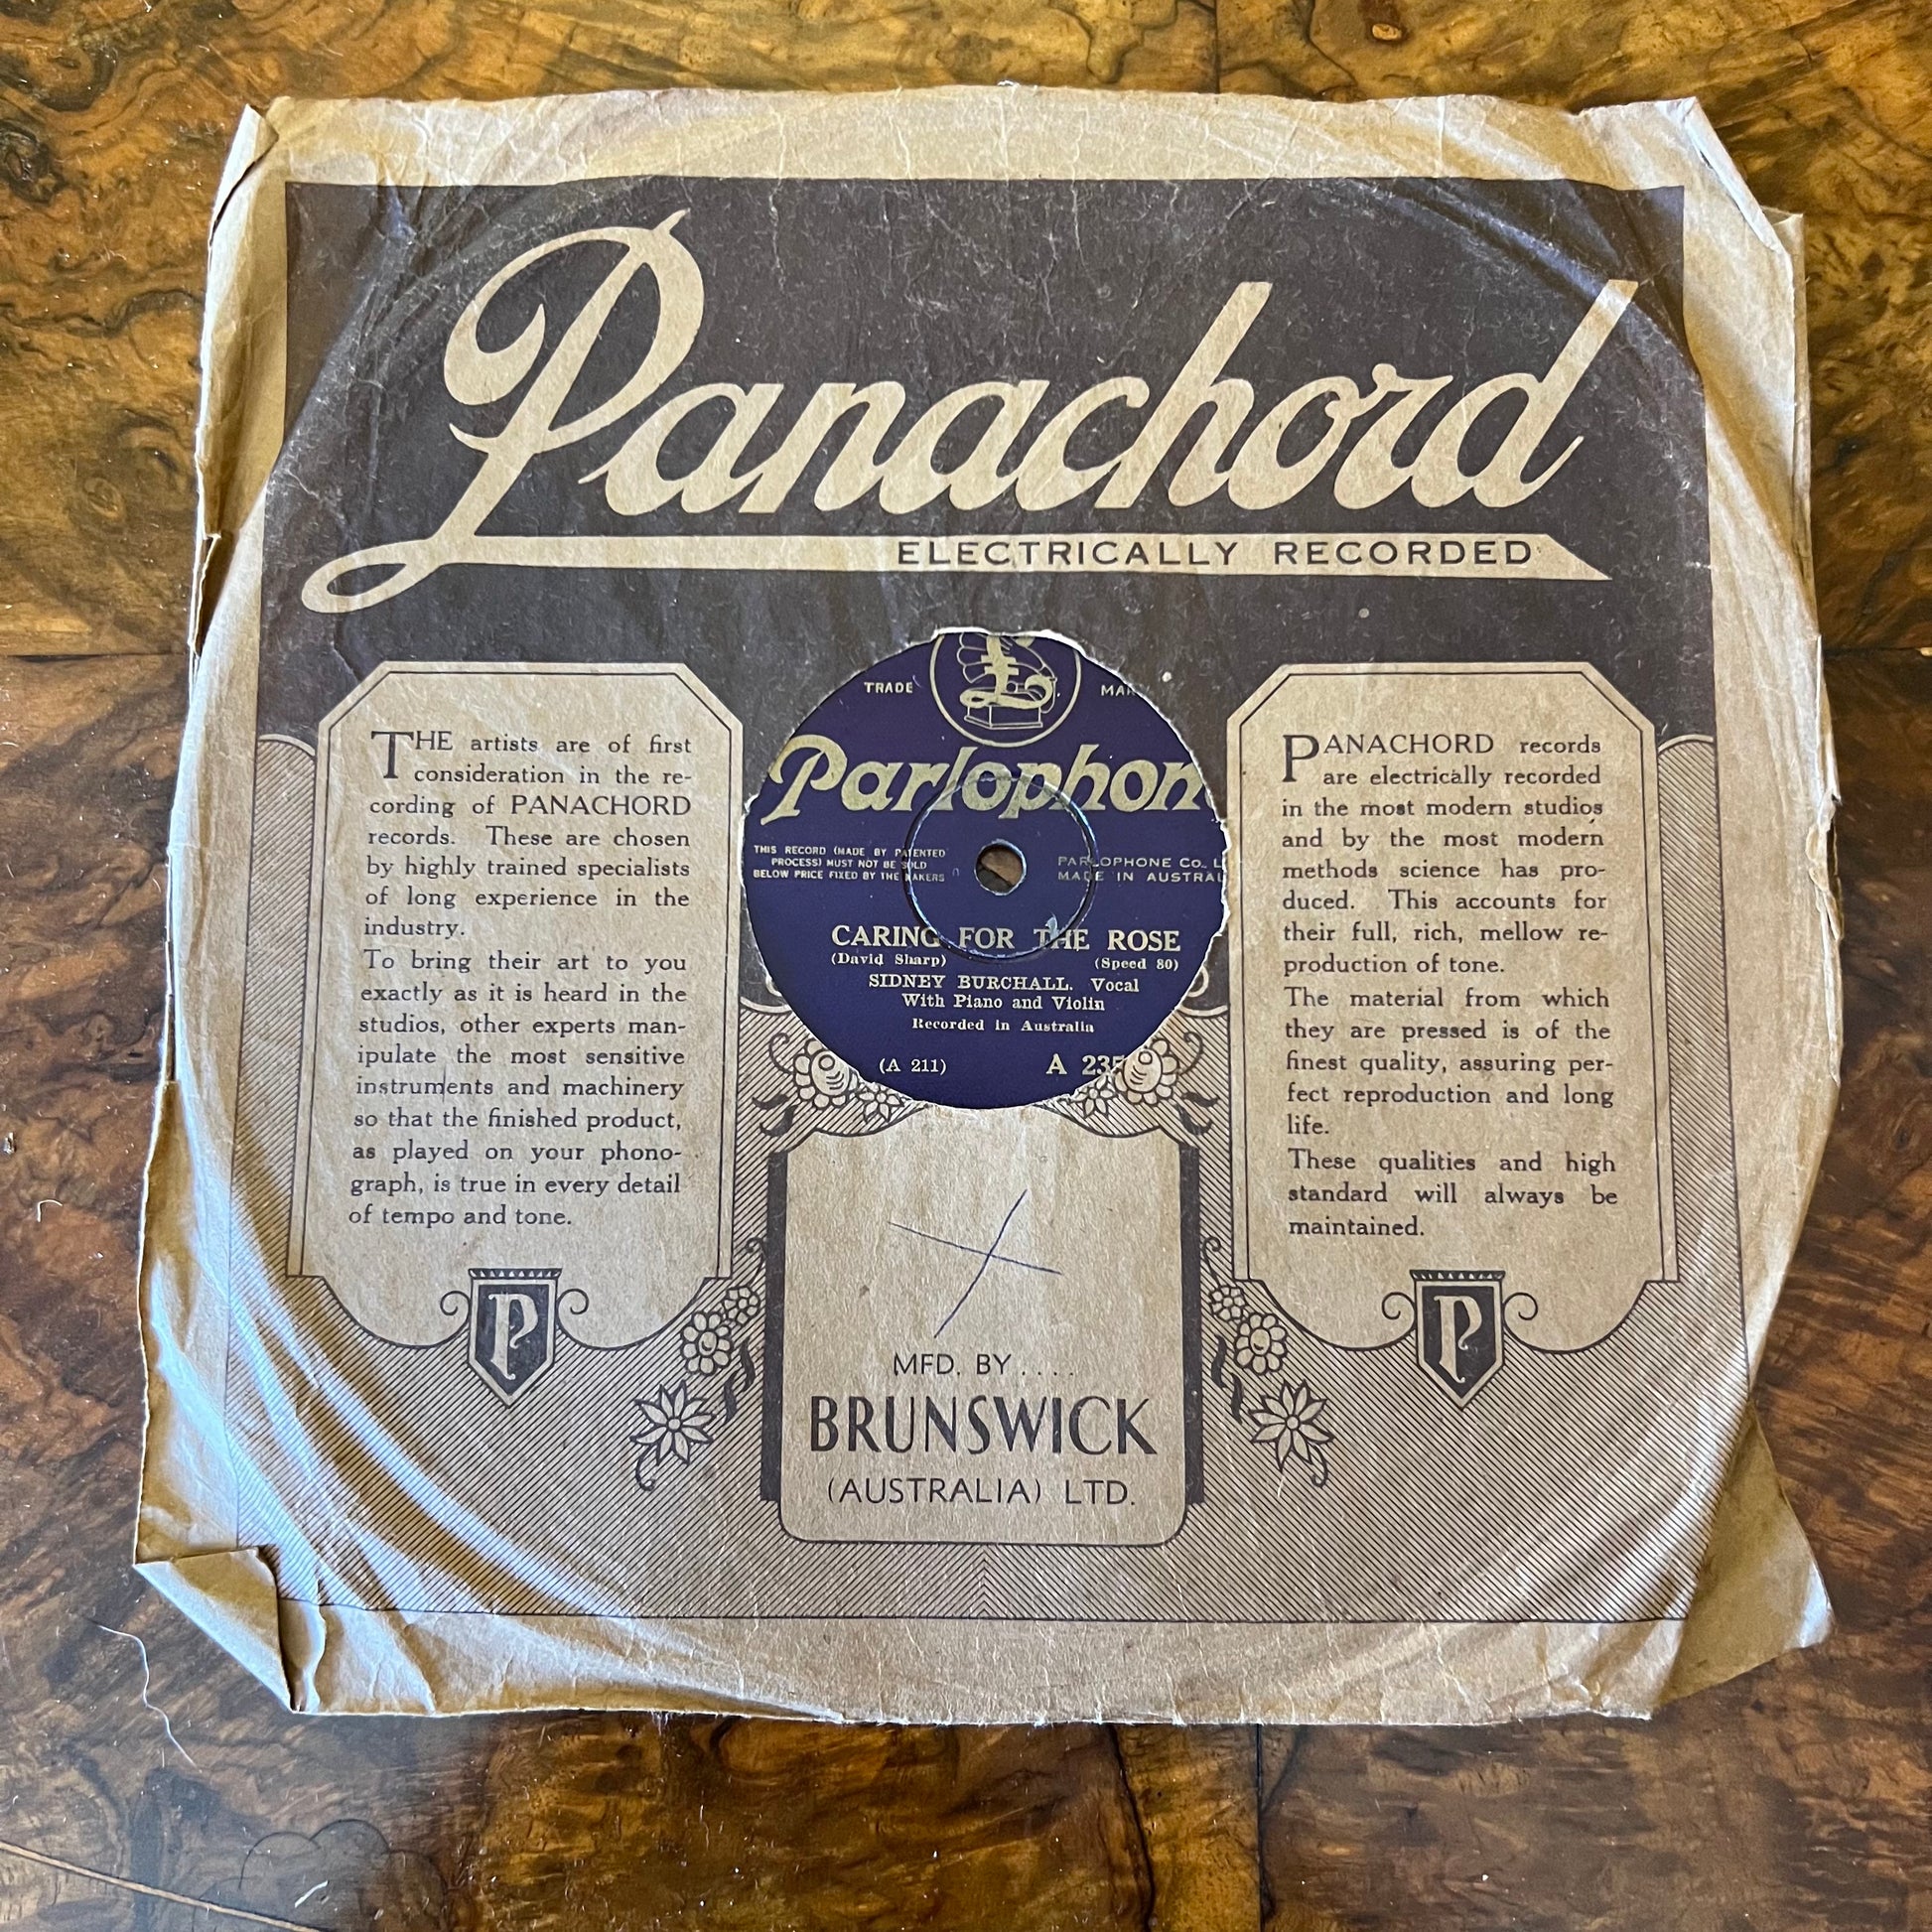 Panachord
ELECTRICALLY RECORDED
THE artists are of first
consideration in the re-
cording of PANACHORD
records. These are chosen
by highly trained specialists
of long experience in the
industry.
To bring their art to you
exactly as it is heard in the
studios, other experts man-
ipulate the most sensitive
instruments and machinery
so that the finished product,
as played on your phono-
graph, is true in every detail
of tempo and tone.
P
TRADE
Parlophon
THIS RECORD (MADE BY PATENTED
PROCESS) MUST NOT BE SOLD
BELOW PRICE FIXED BY THE MAKERS
PARLOPHONE Co.
MADE IN AUSTRAL
CARING FOR THE ROSE
(David Sharp) (Speed 80)
SIDNEY BURCHALL. Vocal
With Piano and Violin
Recorded in Australia
(A 211) A 235
MFD. BY....
BRUNSWICK
(AUSTRALIA) LTD.
PANACHORD records
are electrically recorded
in the most modern studios
and by the most modern
methods science has pro-
duced. This accounts for
their full, rich, mellow re-
production of tone.
The material from which
they are pressed is of the
finest quality, assuring per-
fect reproduction and long
life.
These qualities and high
standard will always be
maintained.
P